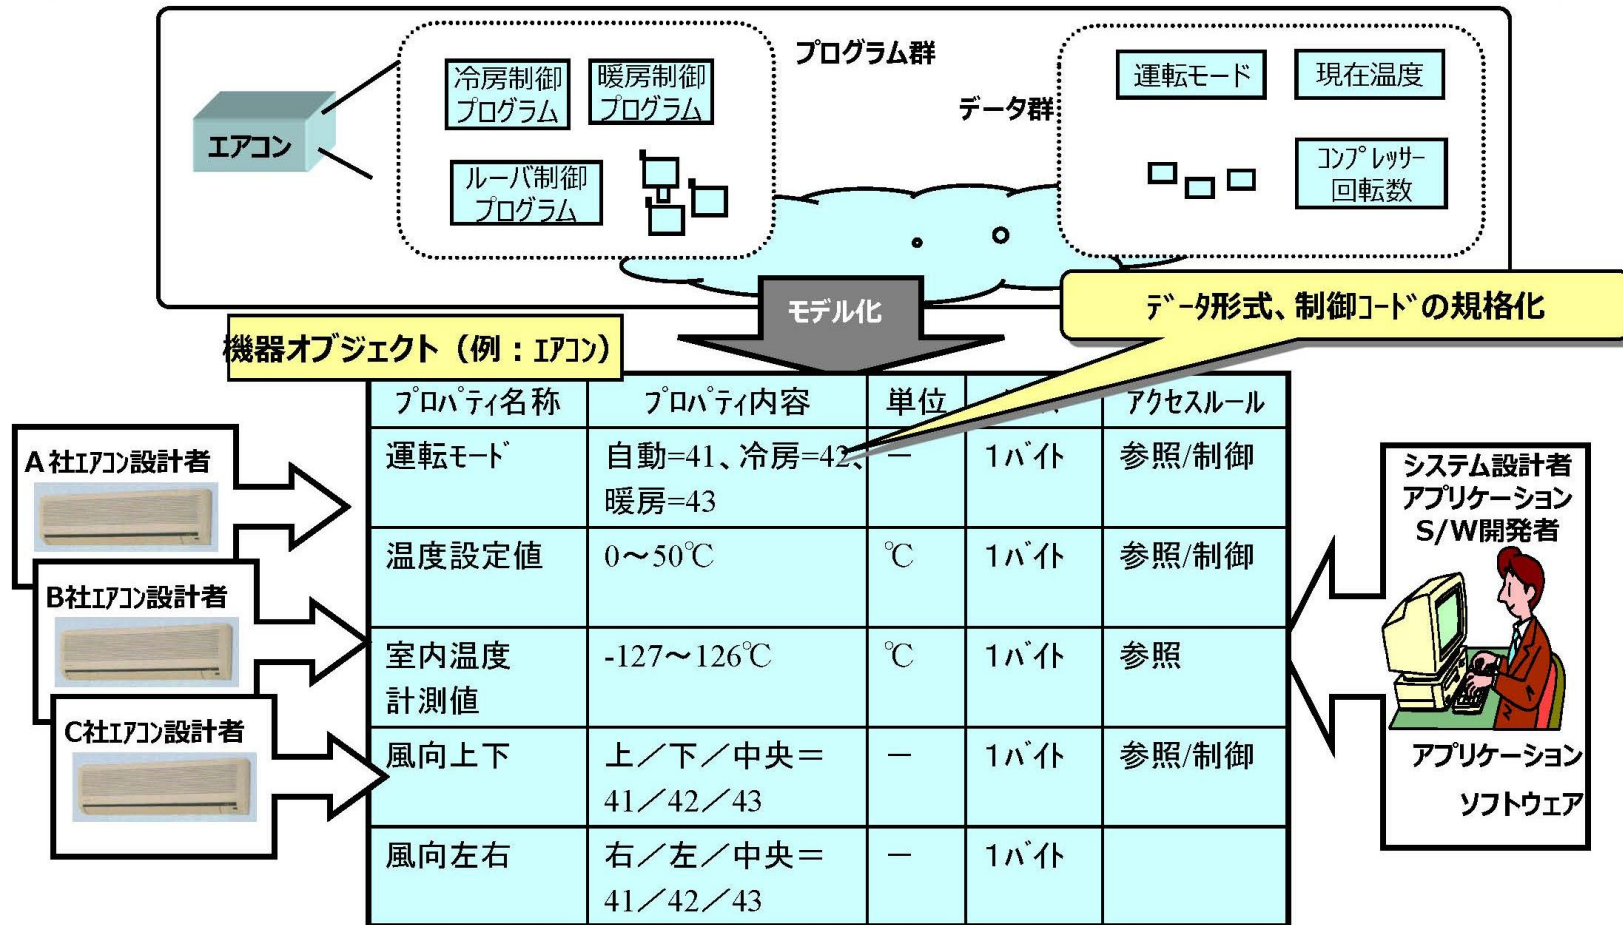 プログラム群
冷房制御
プログラム
暖房制御
プログラム
ルーバ制御
プログラム
エアコン
データ群
運転モード
現在温度
コンプレッサー
回転数
モデル化
データ形式、制御コードの規格化
機器オブジェクト（例：エアコン）
プロパティ名称 プロパティ内容 単位 アクセスルール
運転モード 自動=41、冷房=42、 － 1バイト 参照/制御
暖房=43
温度設定値 0～50℃ ℃ 1バイト 参照/制御
室内温度 -127～126℃ ℃ 1バイト 参照
計測値
風向上下 上／下／中央＝ － 1バイト 参照/制御
41／42／43
風向左右 右／左／中央＝ － 1バイト
41／42／43
A社エアコン設計者
B社エアコン設計者
C社エアコン設計者
システム設計者
アプリケーション
S/W開発者
アプリケーション
ソフトウェア